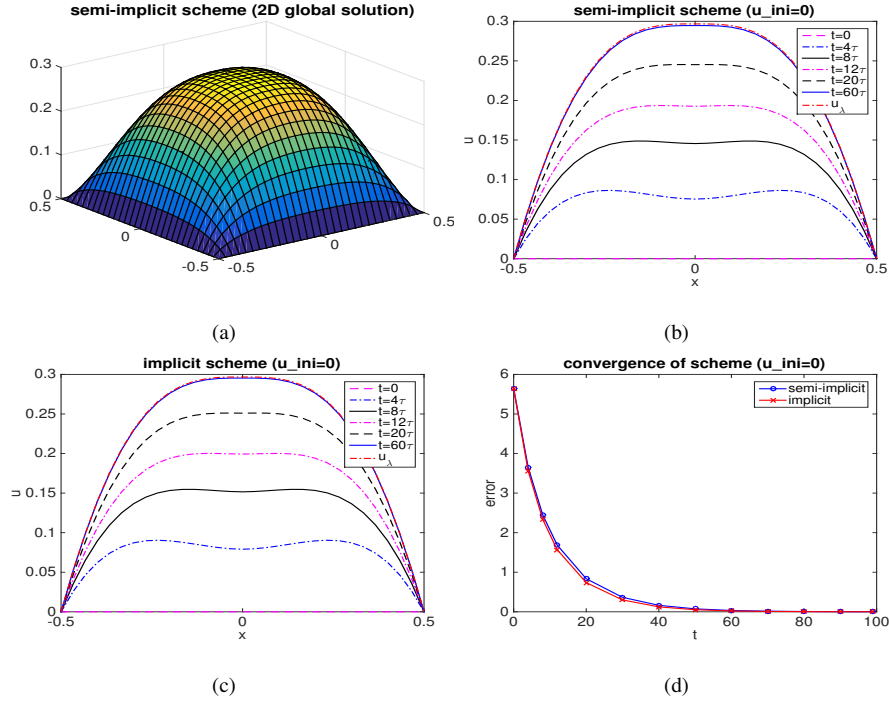 semi-implicit scheme (2D global solution)
0.3
0.2
0.1
0
0.5
0
-0.5
-0.5
0
0.5
(a)
semi-implicit scheme (u_ini=0)
0.3
0.25
0.2
0.15
0.1
0.05
0
u
-0.5
0
0.5
x
t=0
t=4τ
t=8τ
t=12τ
t=20τ
t=60τ
u_λ
(b)
implicit scheme (u_ini=0)
0.3
0.25
0.2
0.15
0.1
0.05
0
u
-0.5
0
0.5
x
t=0
t=4τ
t=8τ
t=12τ
t=20τ
t=60τ
u_λ
(c)
convergence of scheme (u_ini=0)
6
5
4
3
2
1
0
error
0
20
40
60
80
100
t
semi-implicit
implicit
(d)